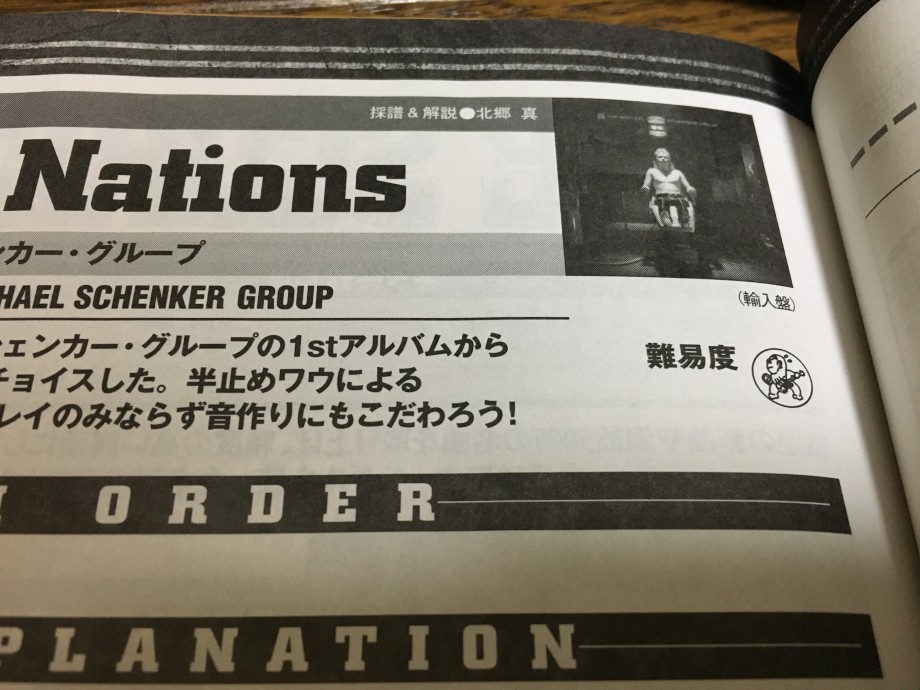 採譜&解説●北郷 真
Nations
ンカー・グループ
HAEL SCHENKER GROUP
(輸入盤)
シェンカー・グループの1stアルバムから
チョイスした。半止めワウによる
レイのみならず音作りにもこだわろう!
難易度
ORDER
PLANATION